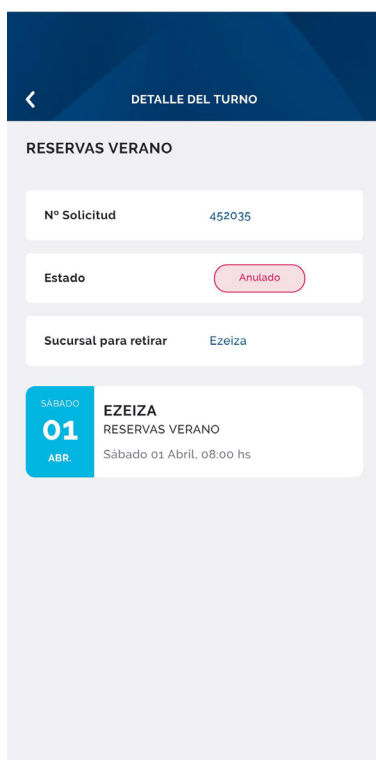 DETALLE DEL TURNO
RESERVAS VERANO
Nº Solicitud 452035
Estado Anulado
Sucursal para retirar Ezeiza
SÁBADO
01
ABR.
EZEIZA
RESERVAS VERANO
Sábado 01 Abril, 08:00 hs